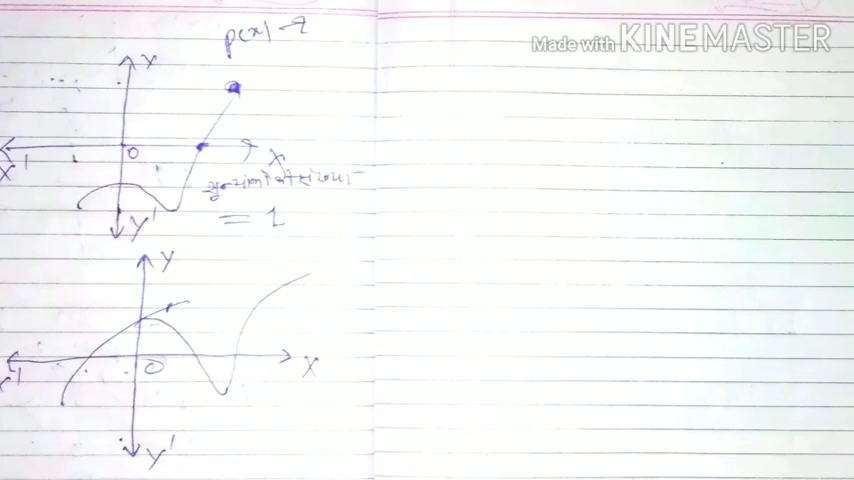 Made with KINEMASTER
p(x)
Y
O
X
X'
= 1
Y'
Y
O
X
X'
Y'